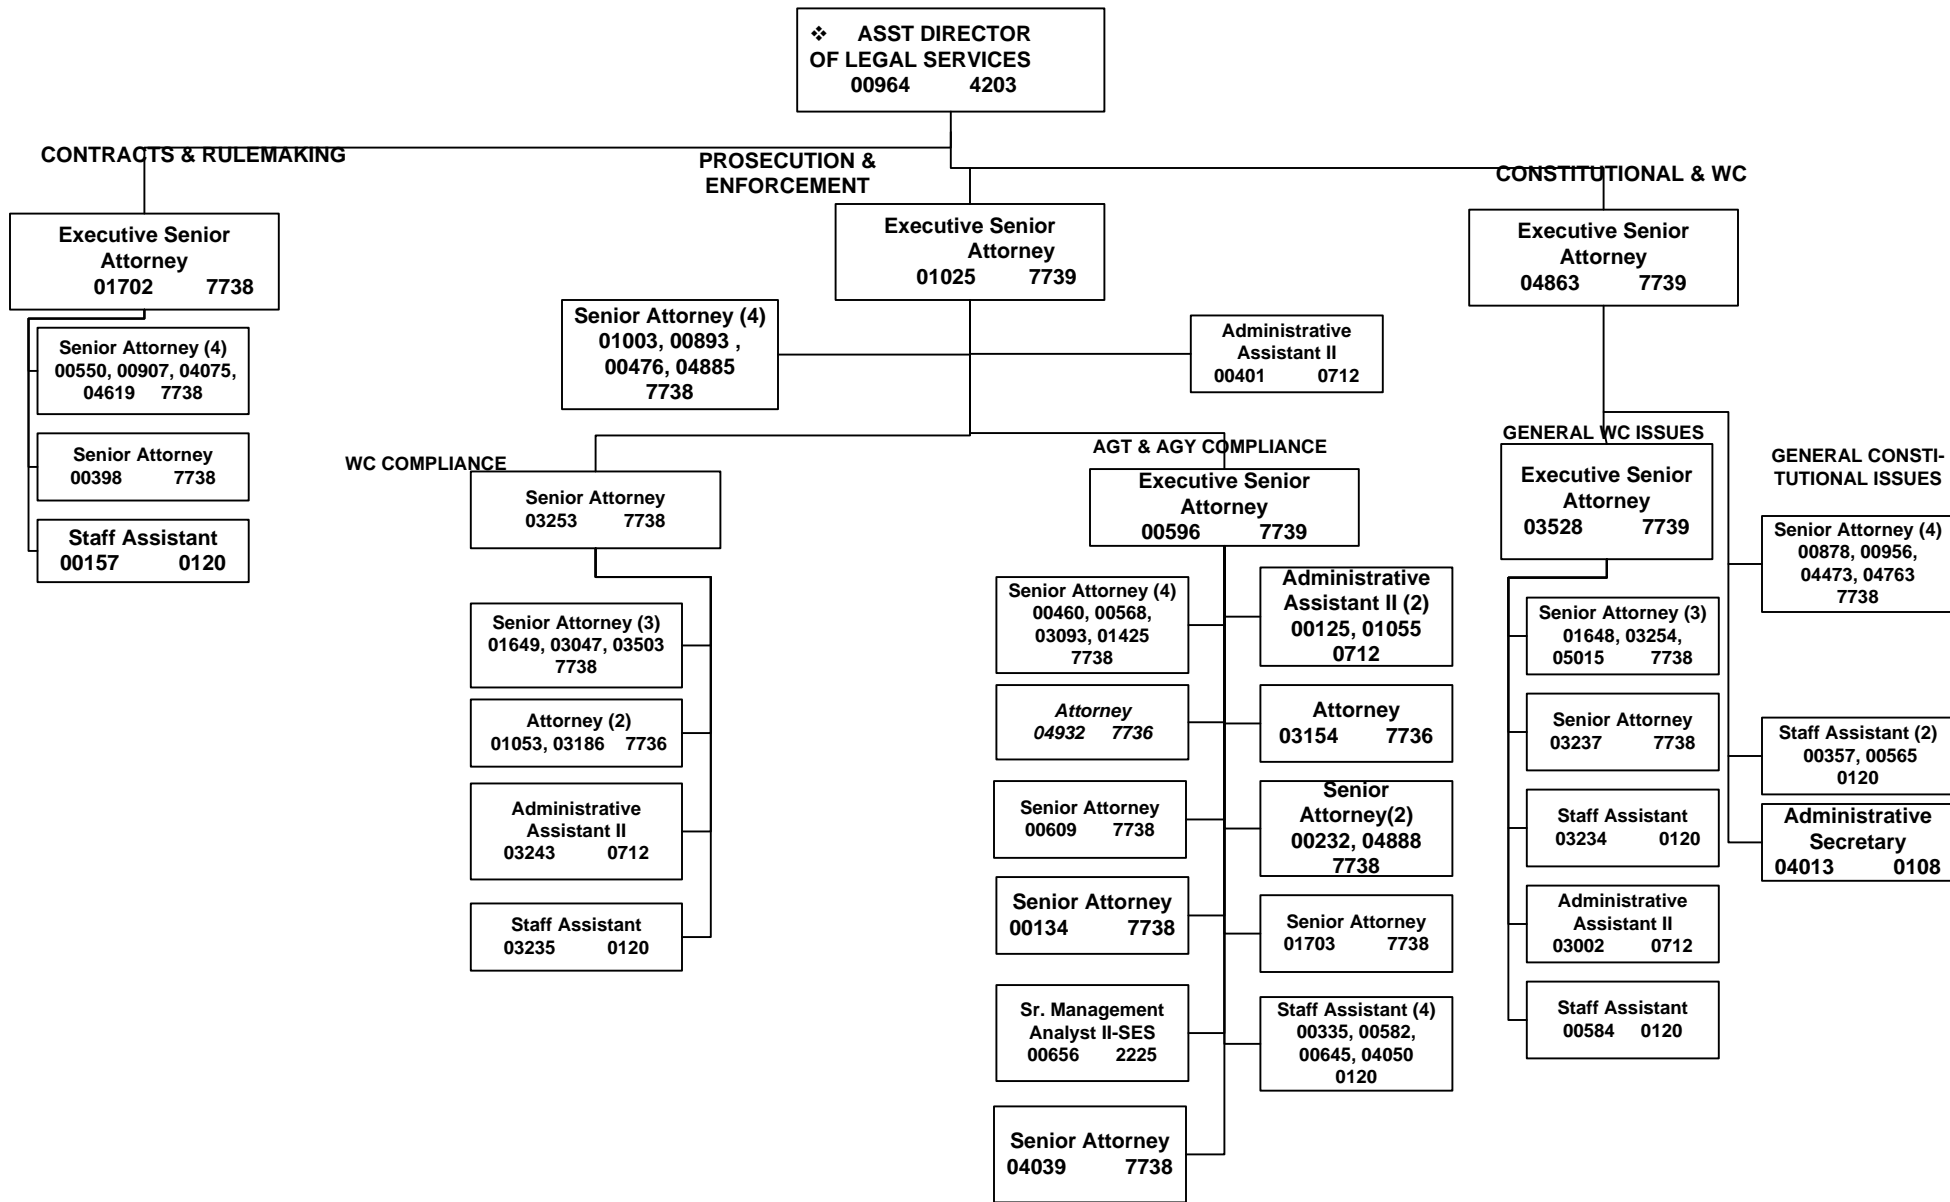 ❖ ASST DIRECTOR
OF LEGAL SERVICES
00964 4203
CONTRACTS & RULEMAKING
PROSECUTION &
ENFORCEMENT
CONSTITUTIONAL & WC
Executive Senior
Attorney
01702 7738
Executive Senior
Attorney
01025 7739
Executive Senior
Attorney
04863 7739
Senior Attorney (4)
00550, 00907, 04075,
04619 7738
Senior Attorney
00398 7738
Staff Assistant
00157 0120
Senior Attorney (4)
01003, 00893 ,
00476, 04885
7738
Administrative
Assistant II
00401 0712
WC COMPLIANCE
Senior Attorney
03253 7738
Senior Attorney (3)
01649, 03047, 03503
7738
Attorney (2)
01053, 03186 7736
Administrative
Assistant II
03243 0712
Staff Assistant
03235 0120
AGT & AGY COMPLIANCE
Executive Senior
Attorney
00596 7739
Senior Attorney (4)
00460, 00568,
03093, 01425
7738
Attorney
04932 7736
Senior Attorney
00609 7738
Senior Attorney
00134 7738
Sr. Management
Analyst II-SES
00656 2225
Senior Attorney
04039 7738
Administrative
Assistant II (2)
00125, 01055
0712
Attorney
03154 7736
Senior
Attorney(2)
00232, 04888
7738
Senior Attorney
01703 7738
Staff Assistant (4)
00335, 00582,
00645, 04050
0120
GENERAL WC ISSUES
Executive Senior
Attorney
03528 7739
Senior Attorney (3)
01648, 03254,
05015 7738
Senior Attorney
03237 7738
Staff Assistant
03234 0120
Administrative
Assistant II
03002 0712
Staff Assistant
00584 0120
GENERAL CONSTI-
TUTIONAL ISSUES
Senior Attorney (4)
00878, 00956,
04473, 04763
7738
Staff Assistant (2)
00357, 00565
0120
Administrative
Secretary
04013 0108